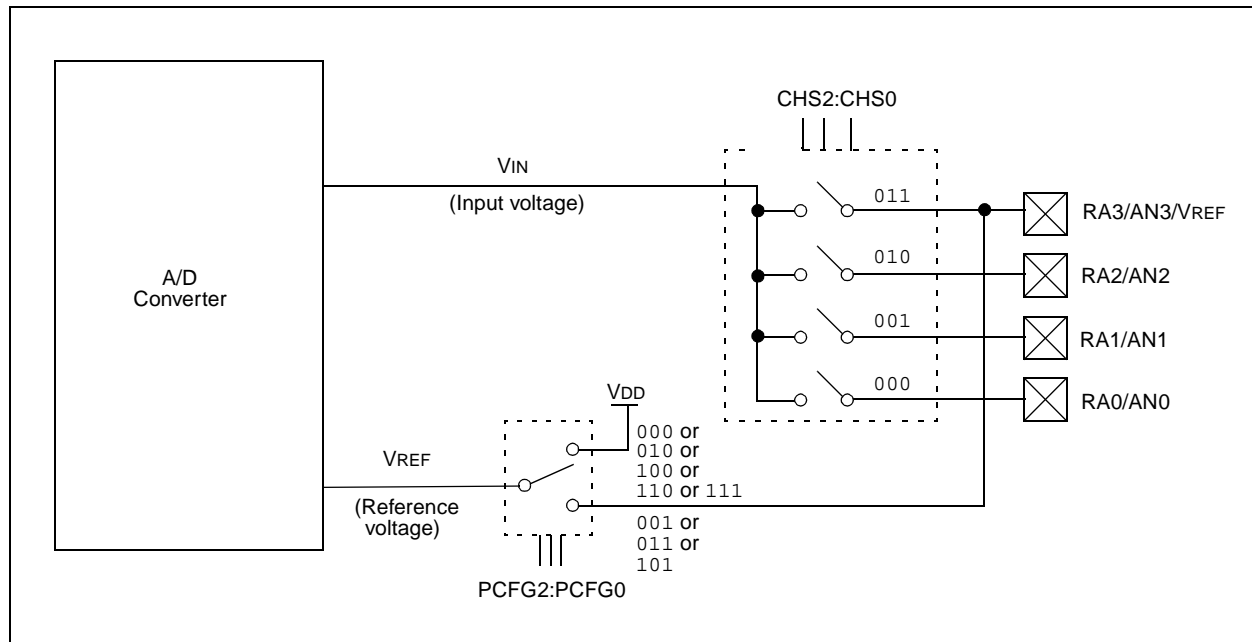 CHS2:CHS0
VIN
(Input voltage)
011
RA3/AN3/VREF
010
RA2/AN2
A/D
Converter
001
RA1/AN1
000
RA0/AN0
VDD
000 or
010 or
100 or
110 or 111
VREF
(Reference
voltage)
001 or
011 or
101
PCFG2:PCFG0